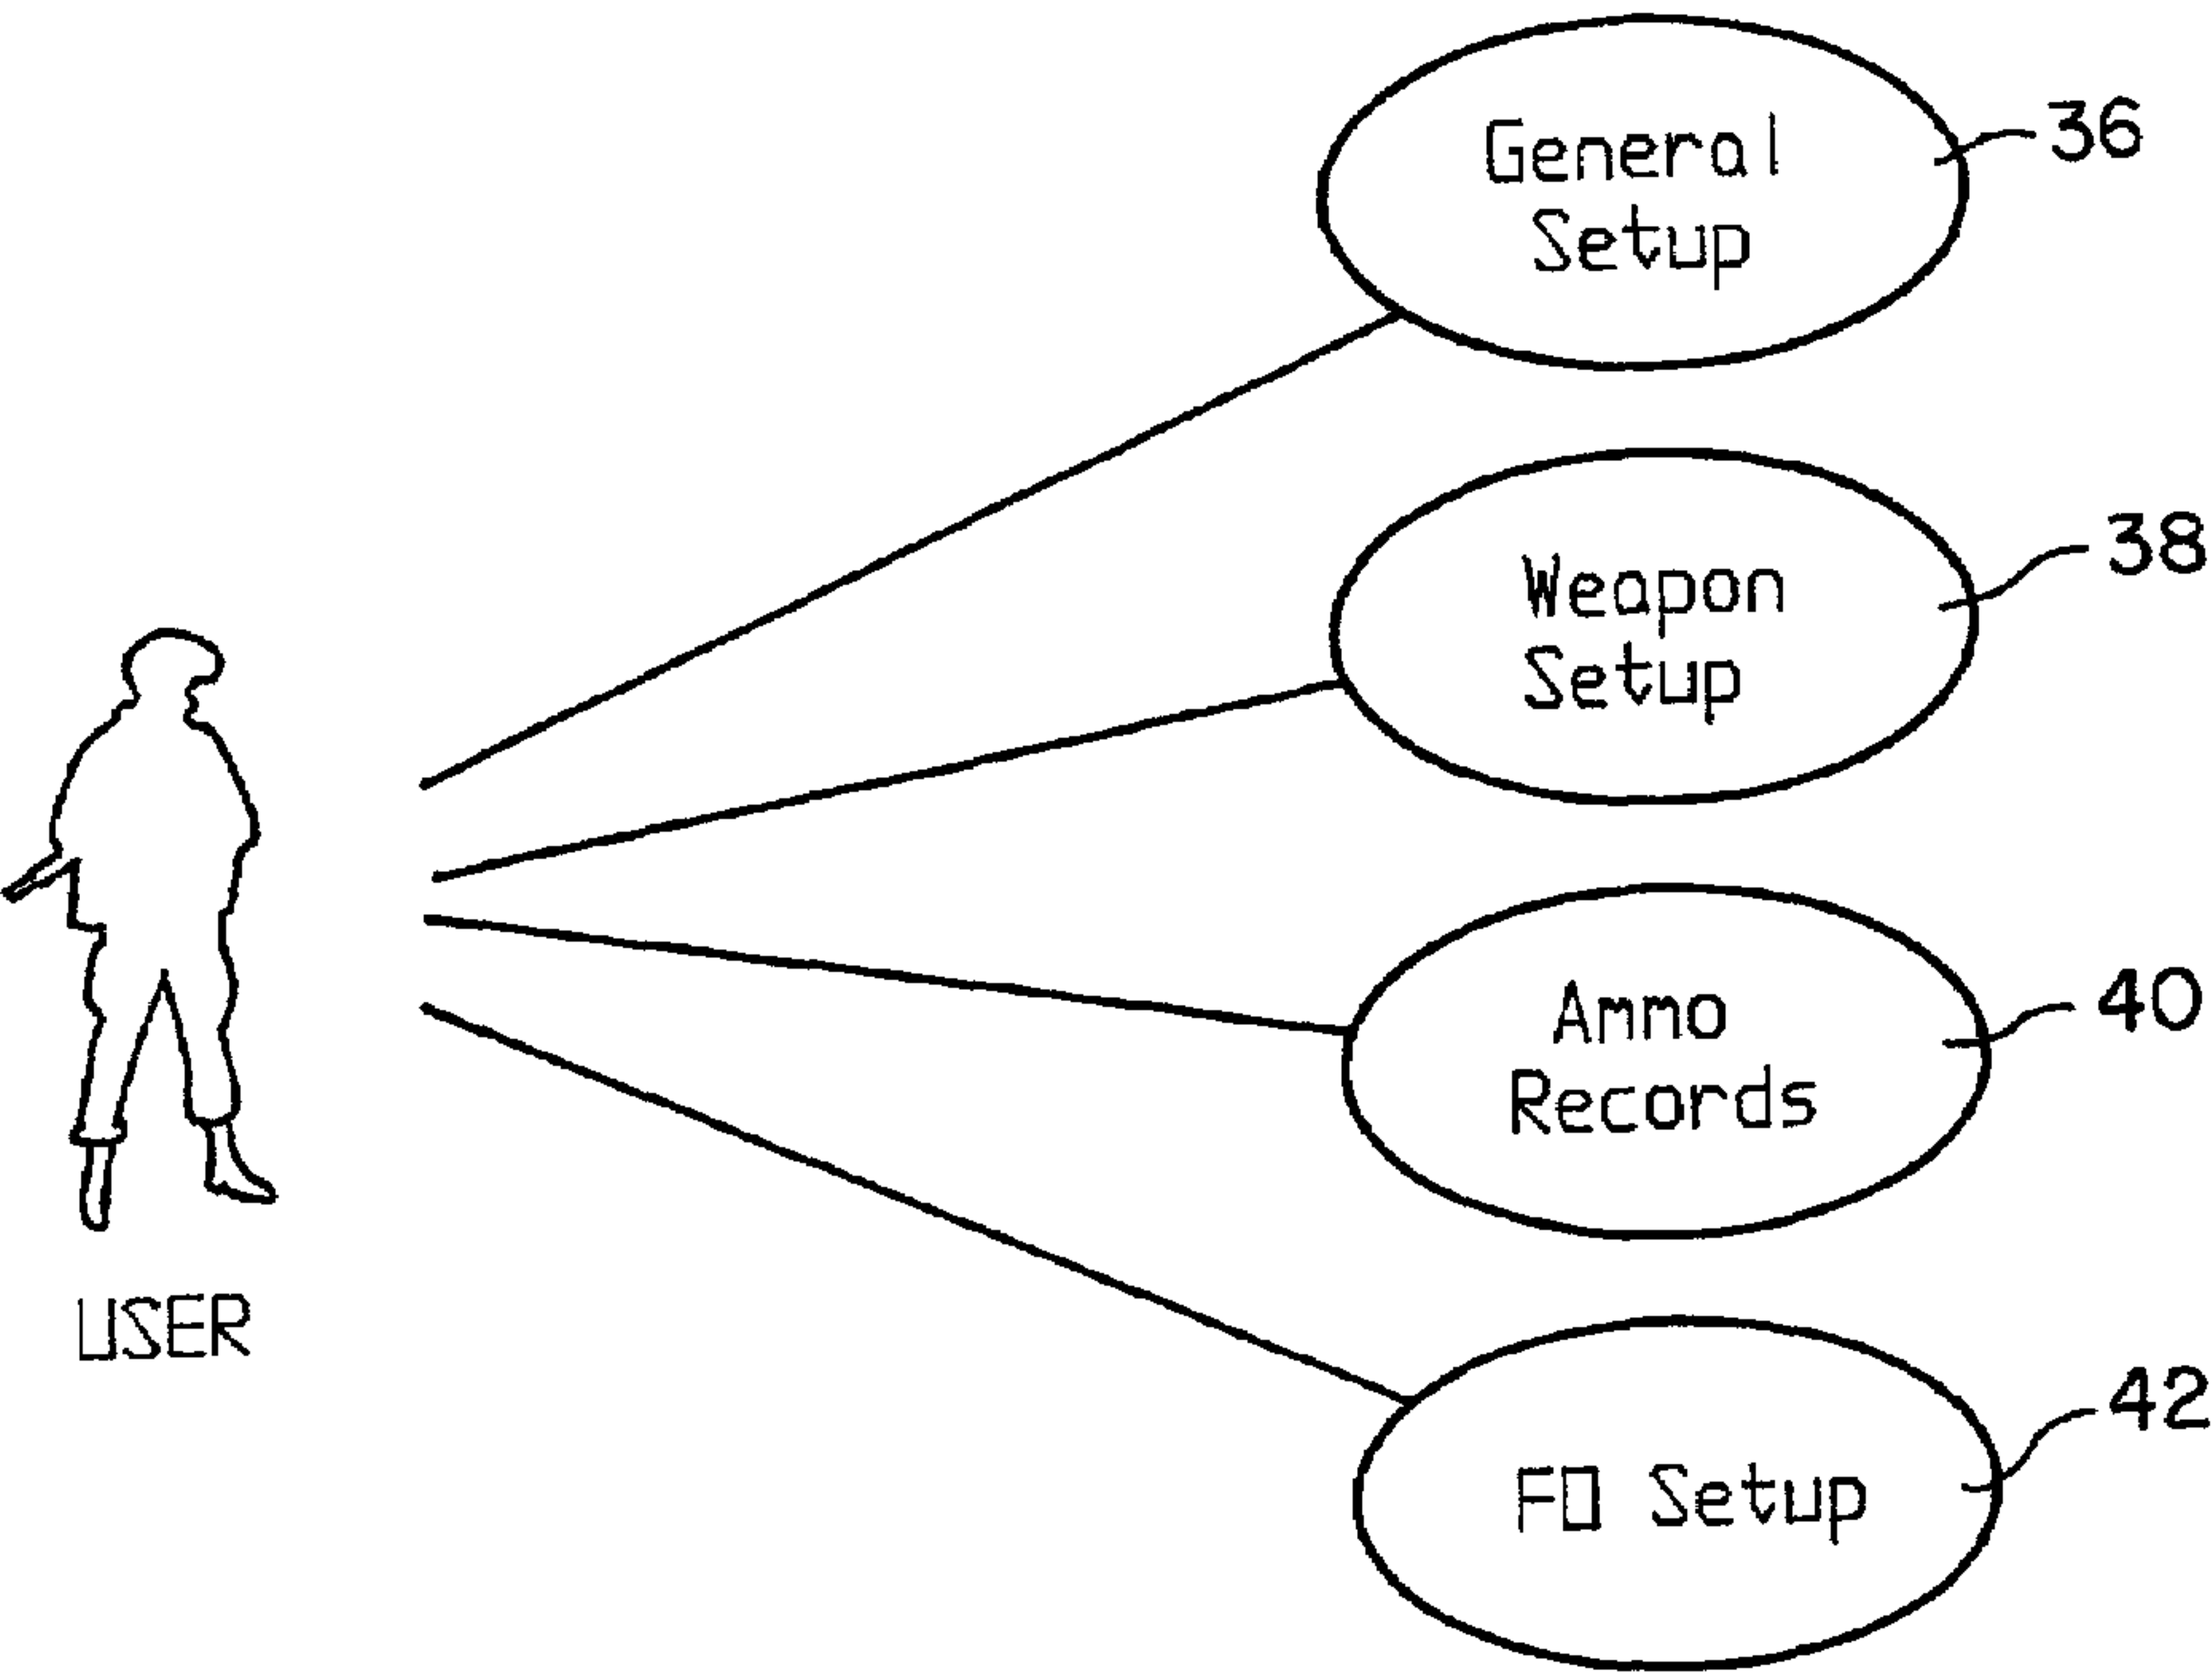 General
Setup
36
Weapon
Setup
38
Ammo
Records
40
FO Setup
42
USER